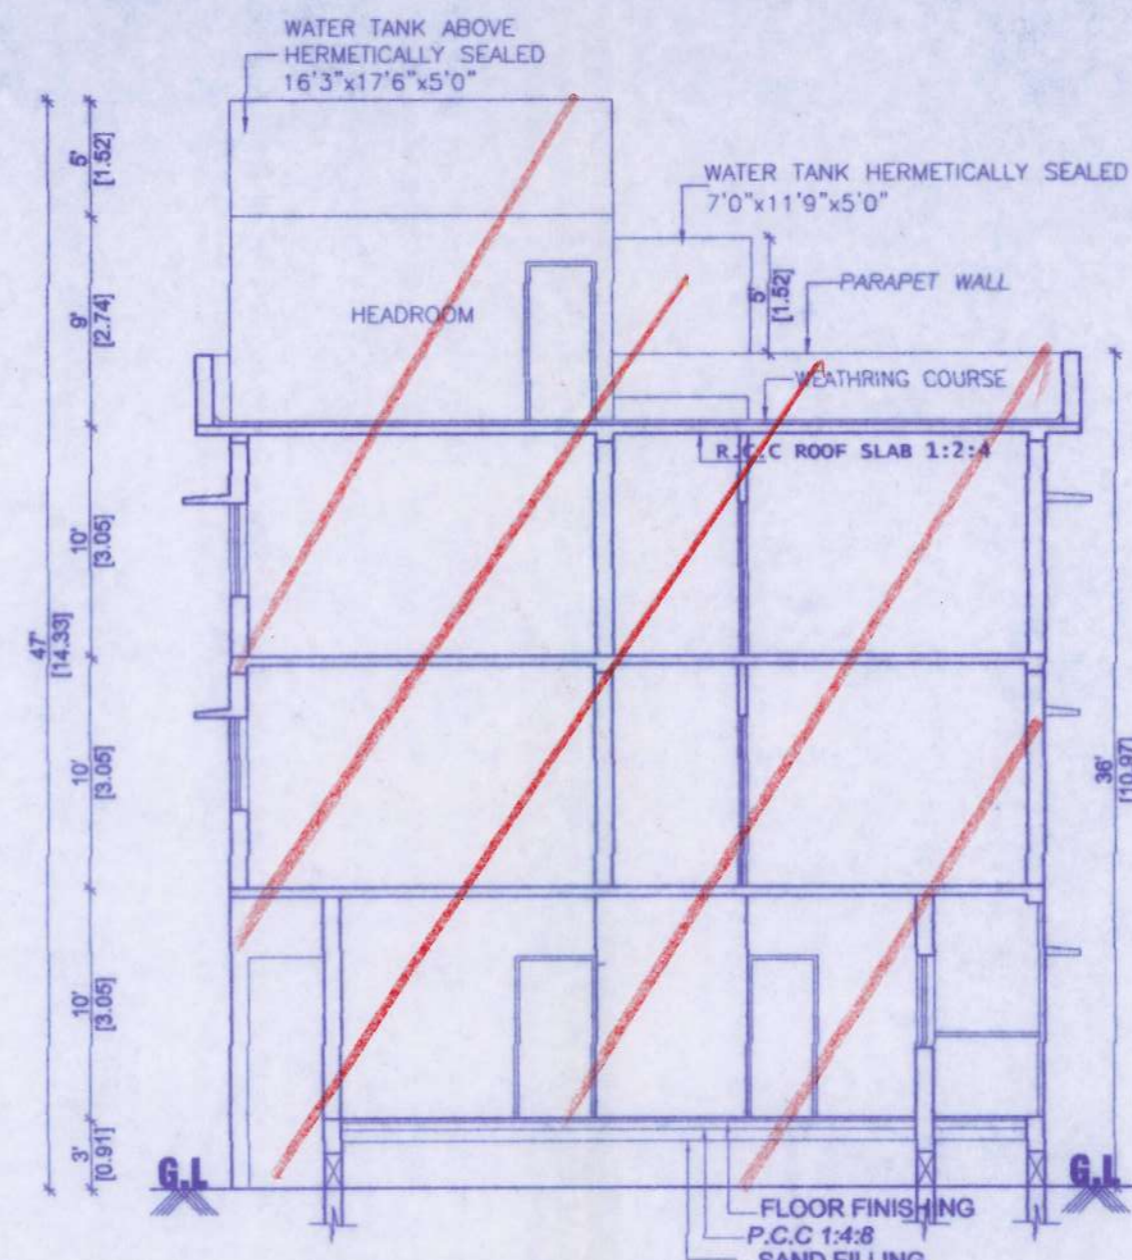 WATER TANK ABOVE
HERMETICALLY SEALED
16'3"x17'6"x5'0"
WATER TANK HERMETICALLY SEALED
7'0"x11'9"x5'0"
PARAPET WALL
HEADROOM
WEATHRING COURSE
R.C.C ROOF SLAB 1:2:4
5'
[1.52]
9'
[2.74]
10'
[3.05]
10'
[3.05]
10'
[3.05]
3'
[0.91]
47'
[14.33]
5'
[1.52]
36'
[10.97]
G.L
G.L
FLOOR FINISHING
P.C.C 1:4:8
SAND FILLING